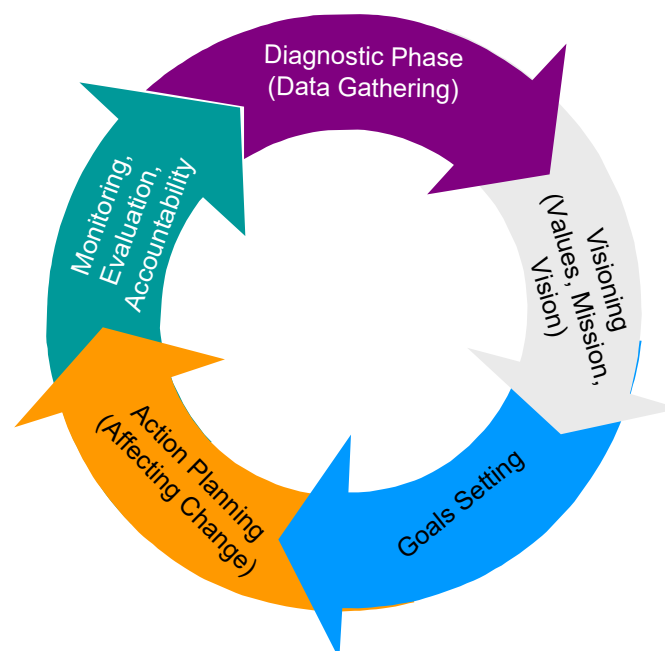 Diagnostic Phase
(Data Gathering)
Visioning
(Values, Mission,
Vision)
Goals Setting
Action Planning
(Affecting Change)
Monitoring,
Evaluation,
Accountability